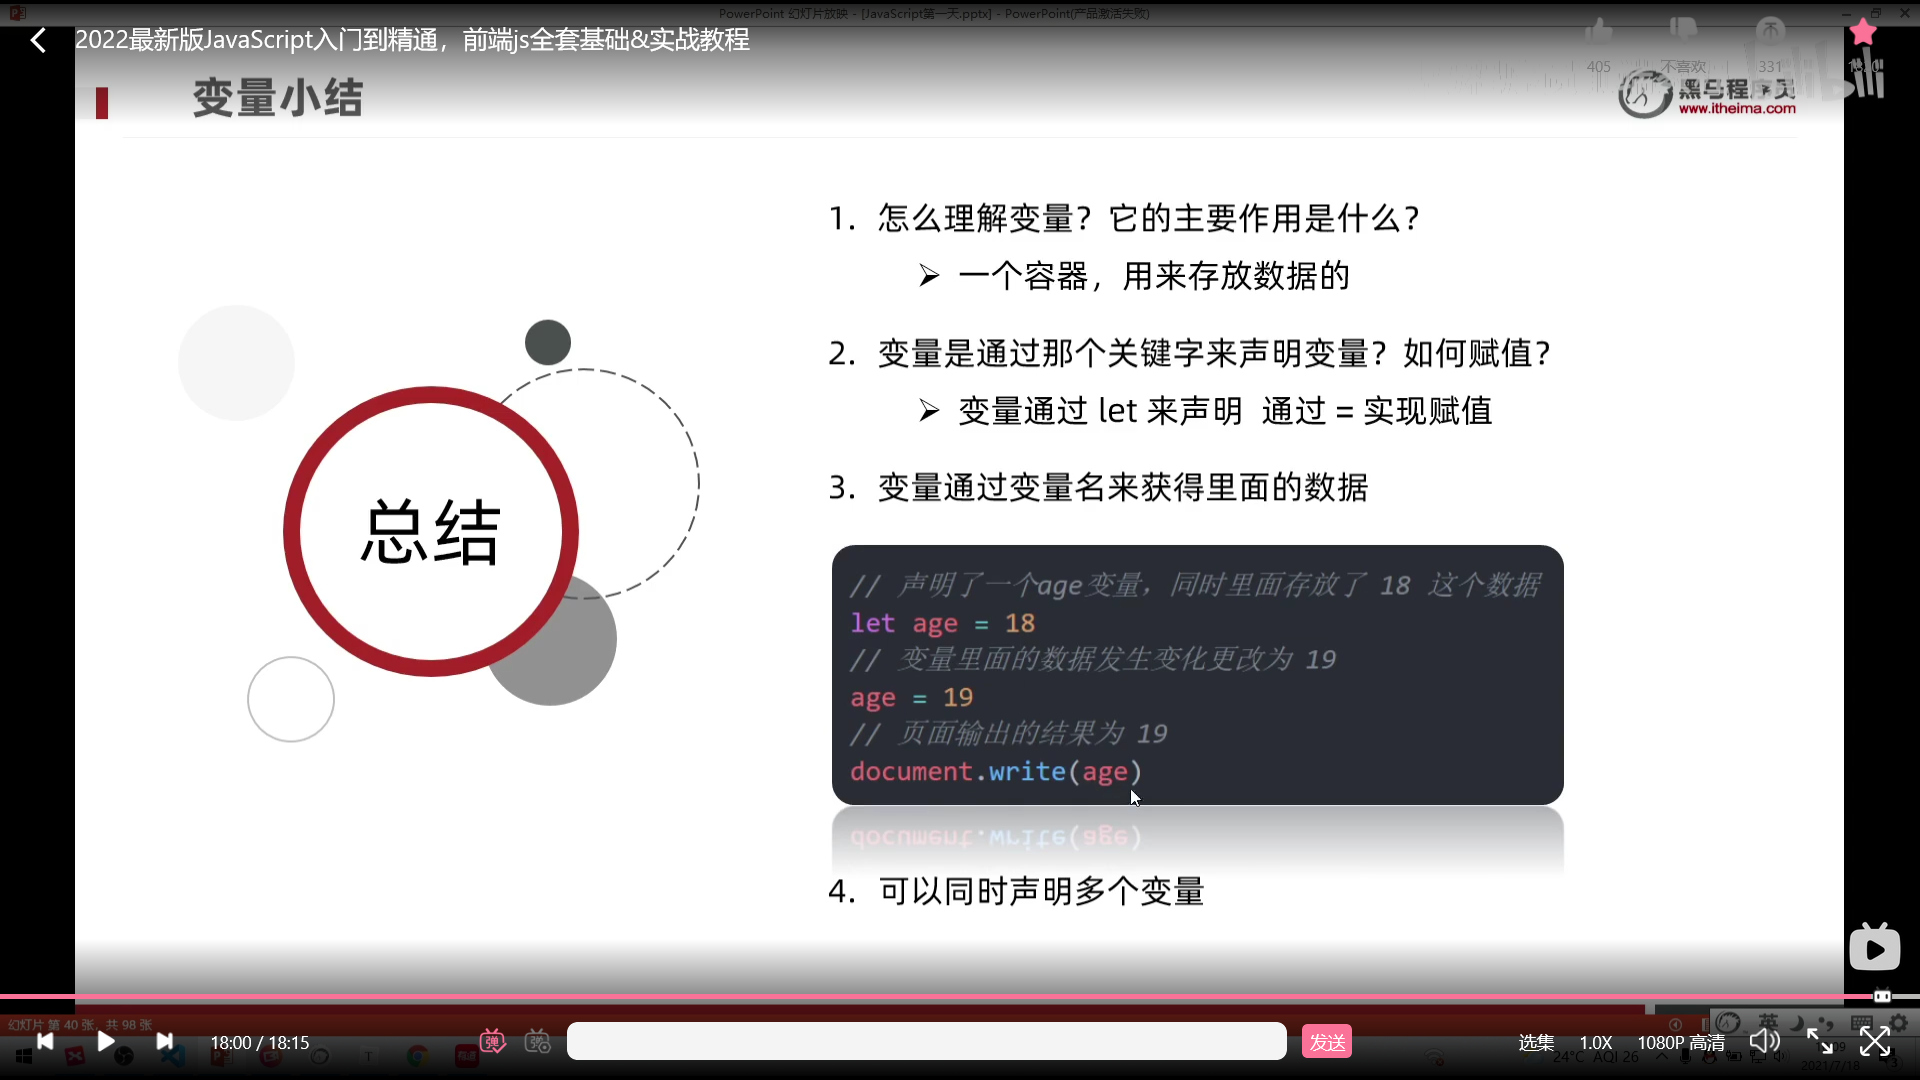 PowerPoint 幻灯片放映 - [JavaScript第一天.pptx] - PowerPoint(产品激活失败)
2022最新版JavaScript入门到精通，前端js全套基础&实战教程
405 不喜欢 331
变量小结
黑马程序员
www.itheima.com
bilibili
总结
1. 怎么理解变量？它的主要作用是什么？
➢ 一个容器，用来存放数据的
2. 变量是通过那个关键字来声明变量？如何赋值？
➢ 变量通过 let 来声明 通过 = 实现赋值
3. 变量通过变量名来获得里面的数据
// 声明了一个age变量，同时里面存放了 18 这个数据
let age = 18
// 变量里面的数据发生变化更改为 19
age = 19
// 页面输出的结果为 19
document.write(age)
4. 可以同时声明多个变量
幻灯片 第 40 张，共 98 张
英
18:00 / 18:15
弹
弹
发送
选集
1.0X
1080P 高清
24°C AQI 26
2021/7/18